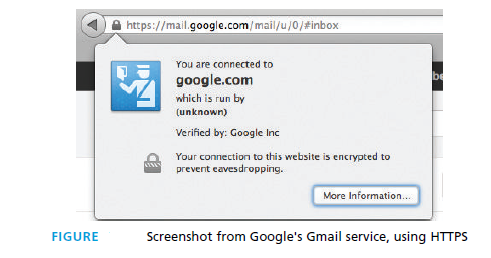 https://mail.google.com/mail/u/0/#inbox
You are connected to
google.com
which is run by
(unknown)
Verified by: Google Inc
Your connection to this website is encrypted to
prevent eavesdropping.
More Information...
FIGURE Screenshot from Google's Gmail service, using HTTPS